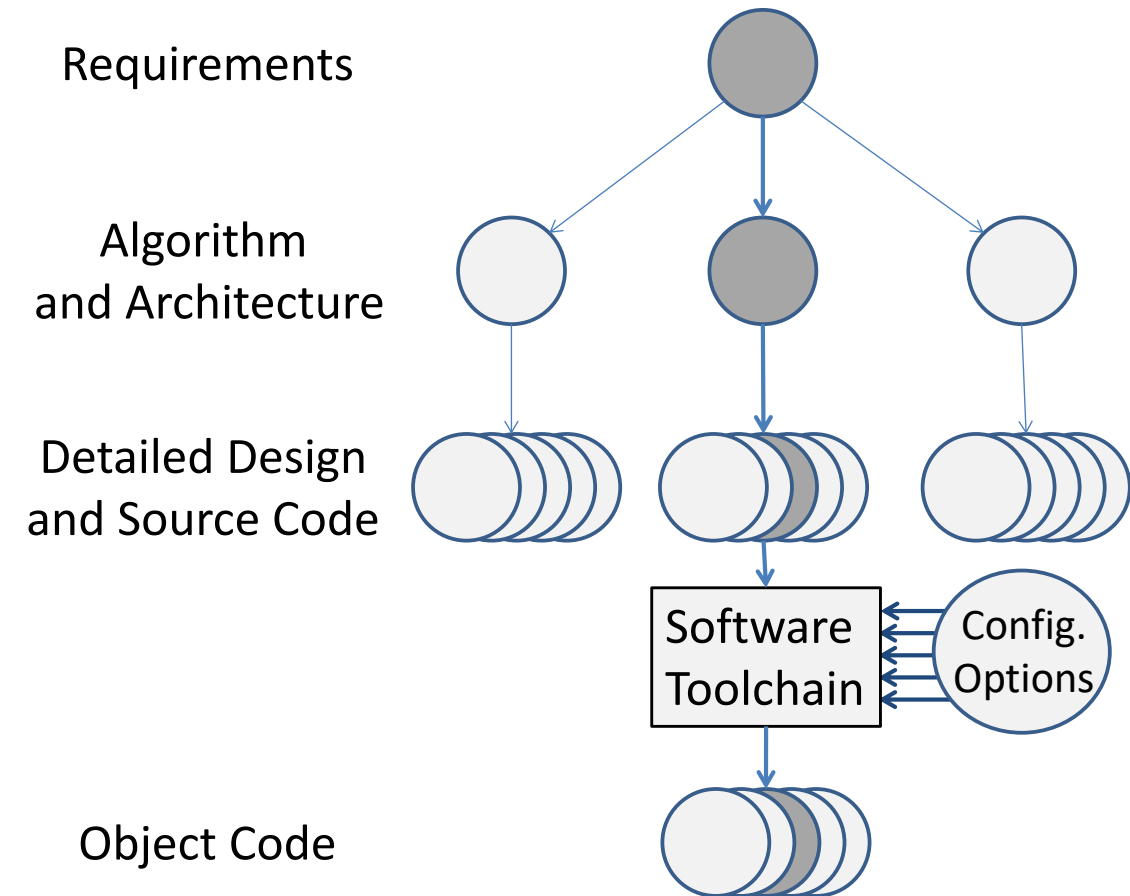 Requirements
Algorithm
and Architecture
Detailed Design
and Source Code
Software
Toolchain
Config.
Options
Object Code